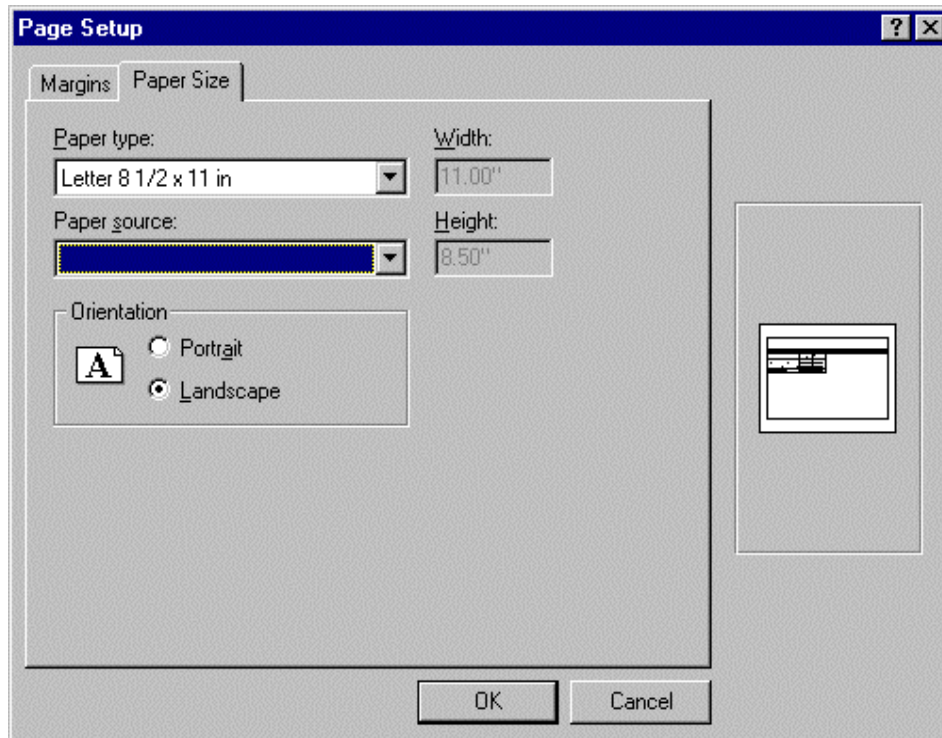 Page Setup
Margins
Paper Size
Paper type:
Width:
Letter 8 1/2 x 11 in
11.00"
Paper source:
Height:
8.50"
Orientation
A
Portrait
Landscape
OK
Cancel